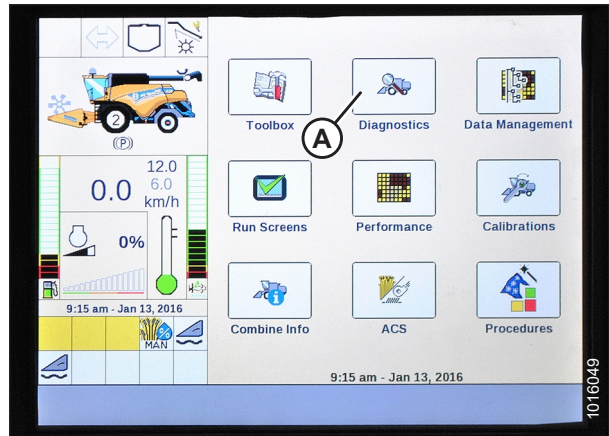 2
(P)
12.0
6.0
0.0 km/h
0%
9:15 am - Jan 13, 2016
%
MAN
Toolbox
Diagnostics
Data Management
A
Run Screens
Performance
Calibrations
Combine Info
ACS
Procedures
9:15 am - Jan 13, 2016
1016049